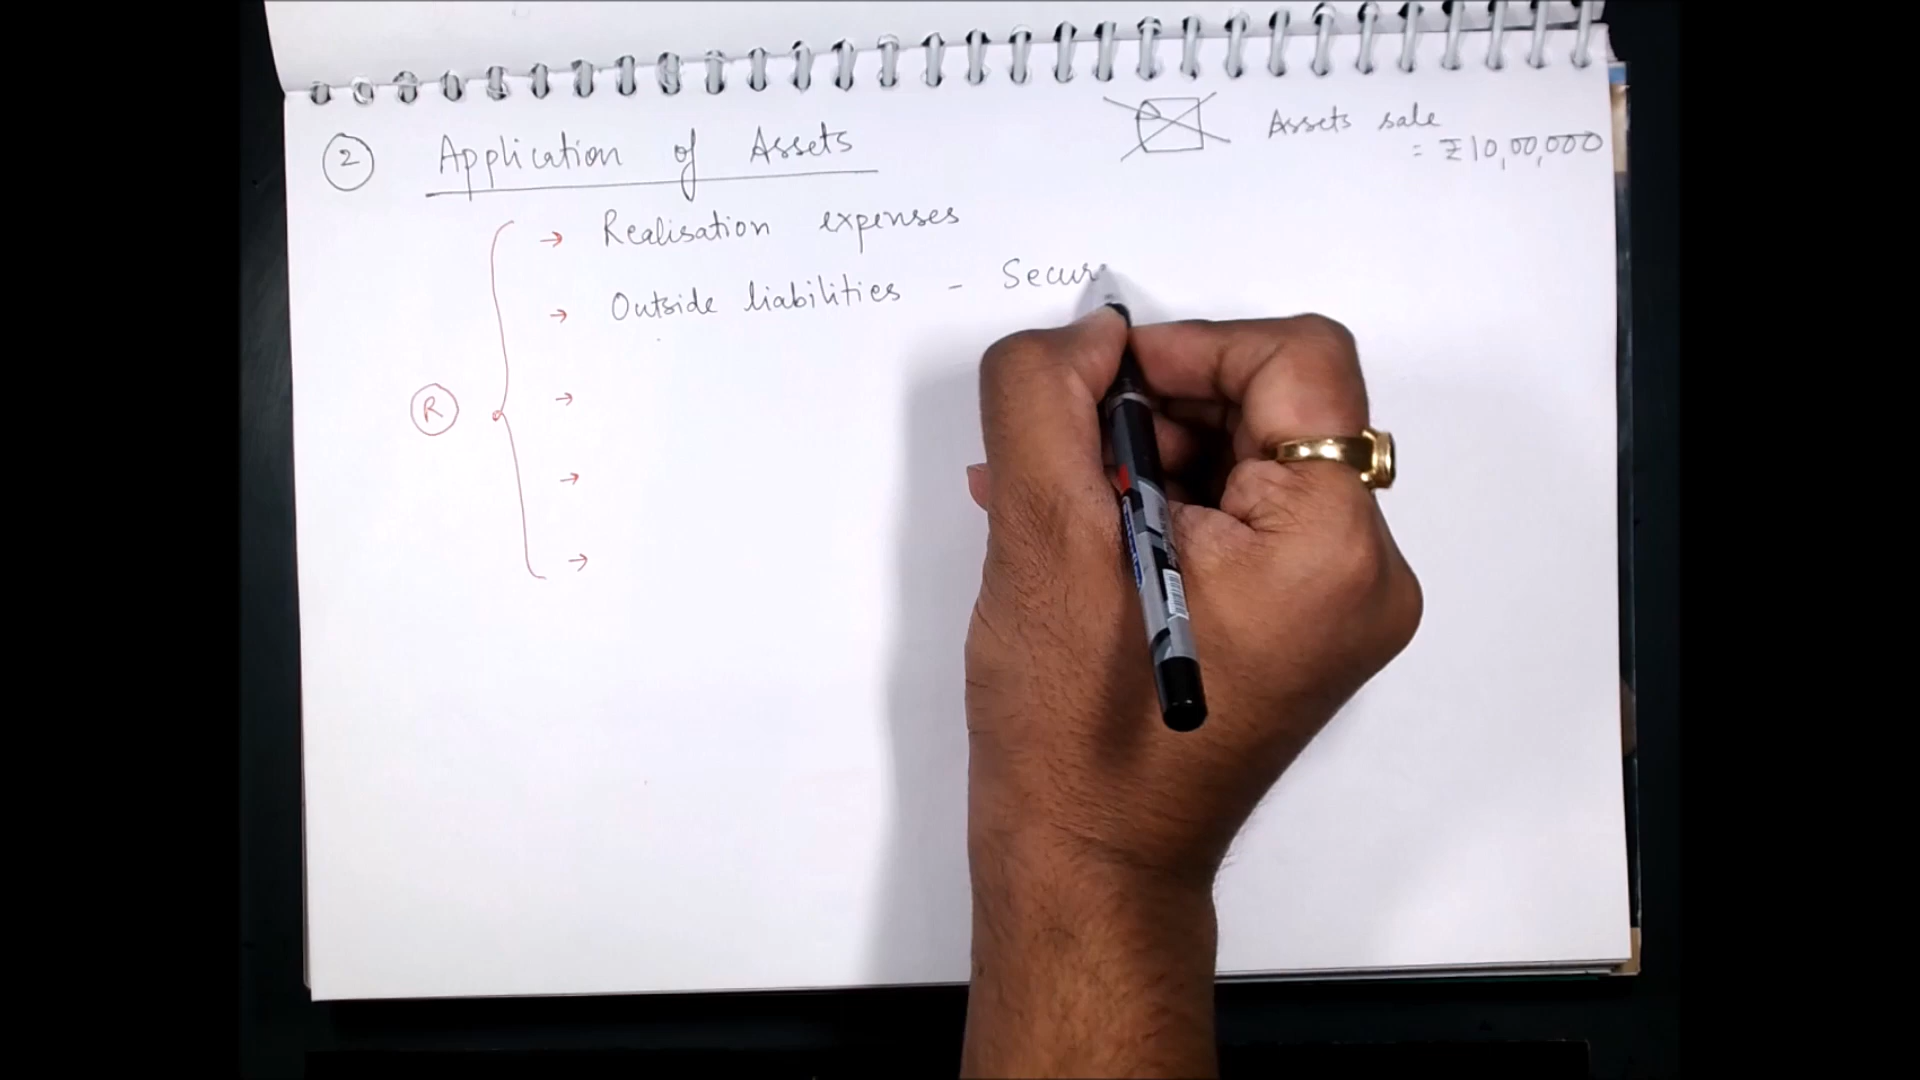 ② Application of Assets
Assets sale
= ₹10,00,000
→ Realisation expenses
→ Outside liabilities - Secur
Ⓡ →
→
→